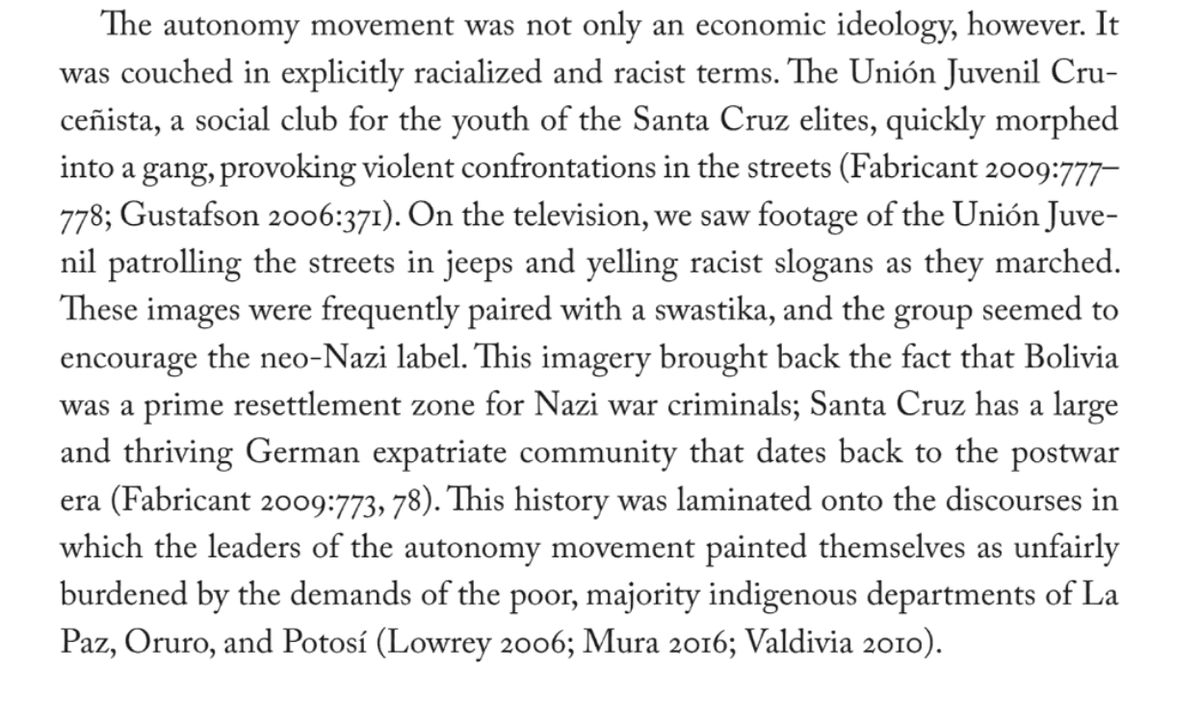 The autonomy movement was not only an economic ideology, however. It
was couched in explicitly racialized and racist terms. The Unión Juvenil Cru-
ceñista, a social club for the youth of the Santa Cruz elites, quickly morphed
into a gang, provoking violent confrontations in the streets (Fabricant 2009:777–
778; Gustafson 2006:371). On the television, we saw footage of the Unión Juve-
nil patrolling the streets in jeeps and yelling racist slogans as they marched.
These images were frequently paired with a swastika, and the group seemed to
encourage the neo-Nazi label. This imagery brought back the fact that Bolivia
was a prime resettlement zone for Nazi war criminals; Santa Cruz has a large
and thriving German expatriate community that dates back to the postwar
era (Fabricant 2009:773, 78). This history was laminated onto the discourses in
which the leaders of the autonomy movement painted themselves as unfairly
burdened by the demands of the poor, majority indigenous departments of La
Paz, Oruro, and Potosí (Lowrey 2006; Mura 2016; Valdivia 2010).